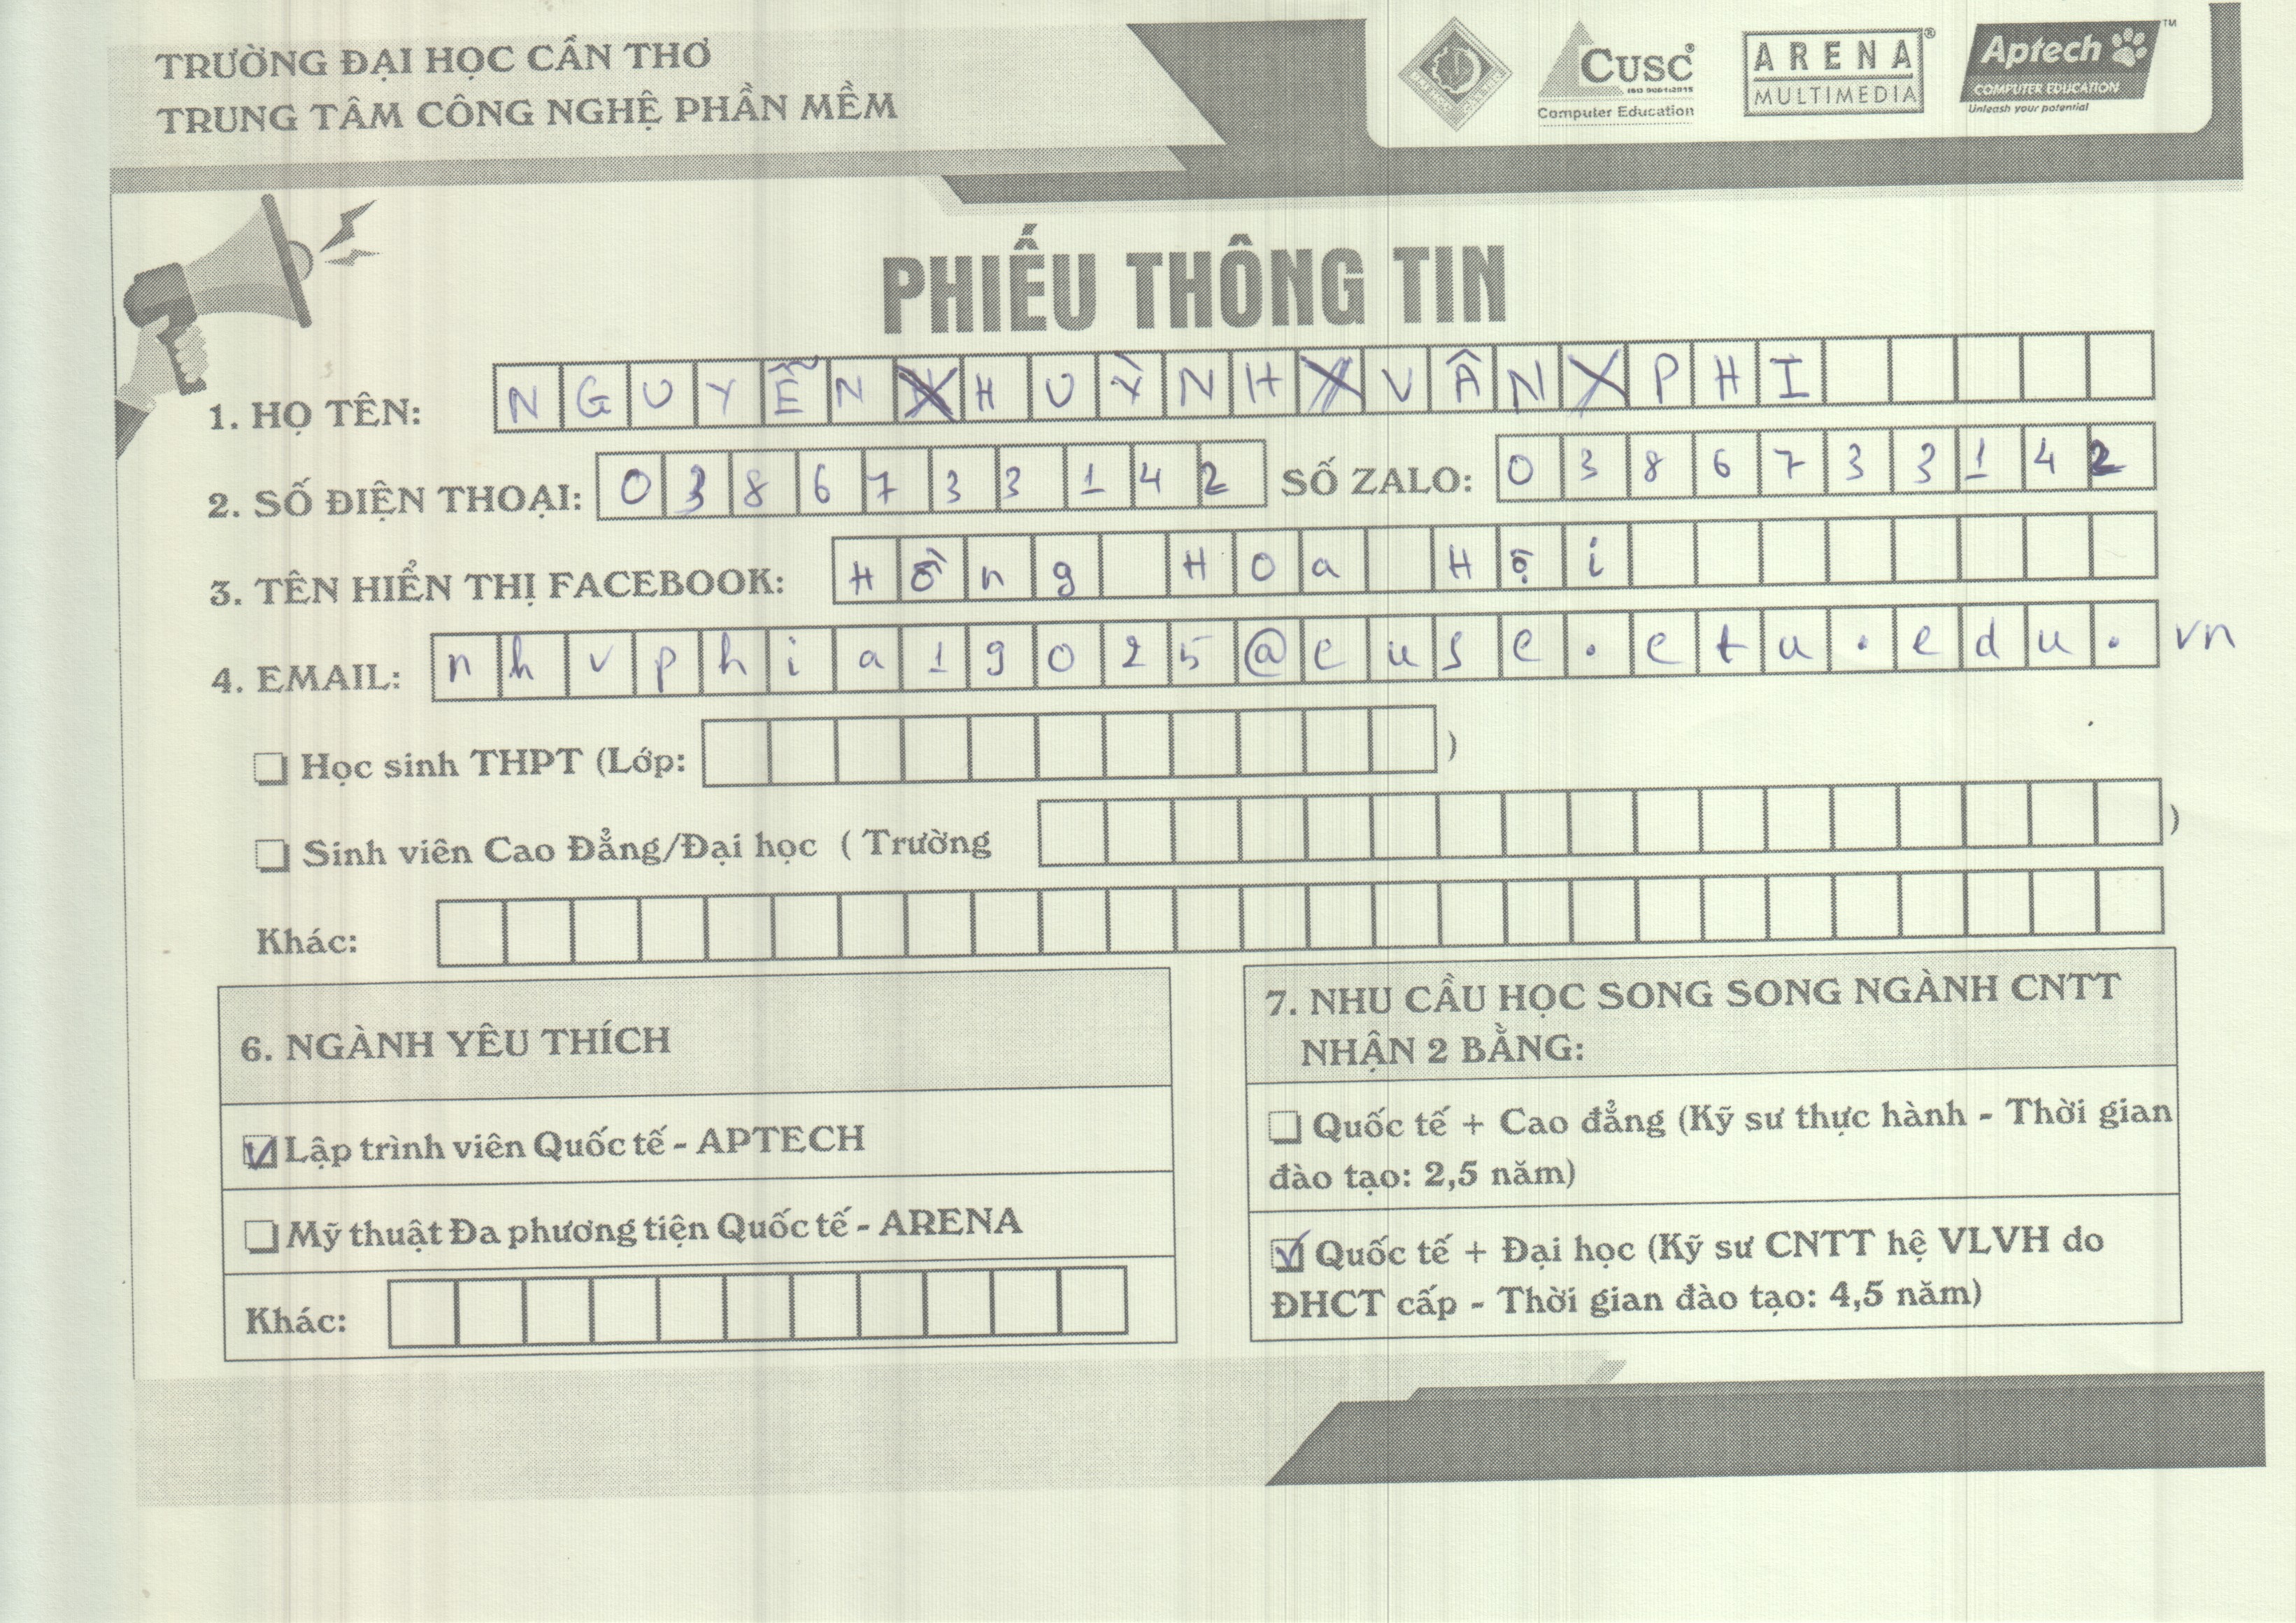 TRƯỜNG ĐẠI HỌC CẦN THƠ
TRUNG TÂM CÔNG NGHỆ PHẦN MỀM
CUSC®
ISO 9001:2015
Computer Education
ARENA®
MULTIMEDIA
Aptech™
COMPUTER EDUCATION
Unleash your potential
PHIẾU THÔNG TIN
1. HỌ TÊN: NGUYỄN HUỲNH VÂN PHI
2. SỐ ĐIỆN THOẠI: 0386733142 SỐ ZALO: 0386733142
3. TÊN HIỂN THỊ FACEBOOK: Hồng Hoa Hội
4. EMAIL: nhvphia19025@cusc.ctu.edu.vn
Học sinh THPT (Lớp: )
Sinh viên Cao Đẳng/Đại học ( Trường )
Khác:
6. NGÀNH YÊU THÍCH
Lập trình viên Quốc tế - APTECH
Mỹ thuật Đa phương tiện Quốc tế - ARENA
Khác:
7. NHU CẦU HỌC SONG SONG NGÀNH CNTT
NHẬN 2 BẰNG:
Quốc tế + Cao đẳng (Kỹ sư thực hành - Thời gian
đào tạo: 2,5 năm)
Quốc tế + Đại học (Kỹ sư CNTT hệ VLVH do
ĐHCT cấp - Thời gian đào tạo: 4,5 năm)